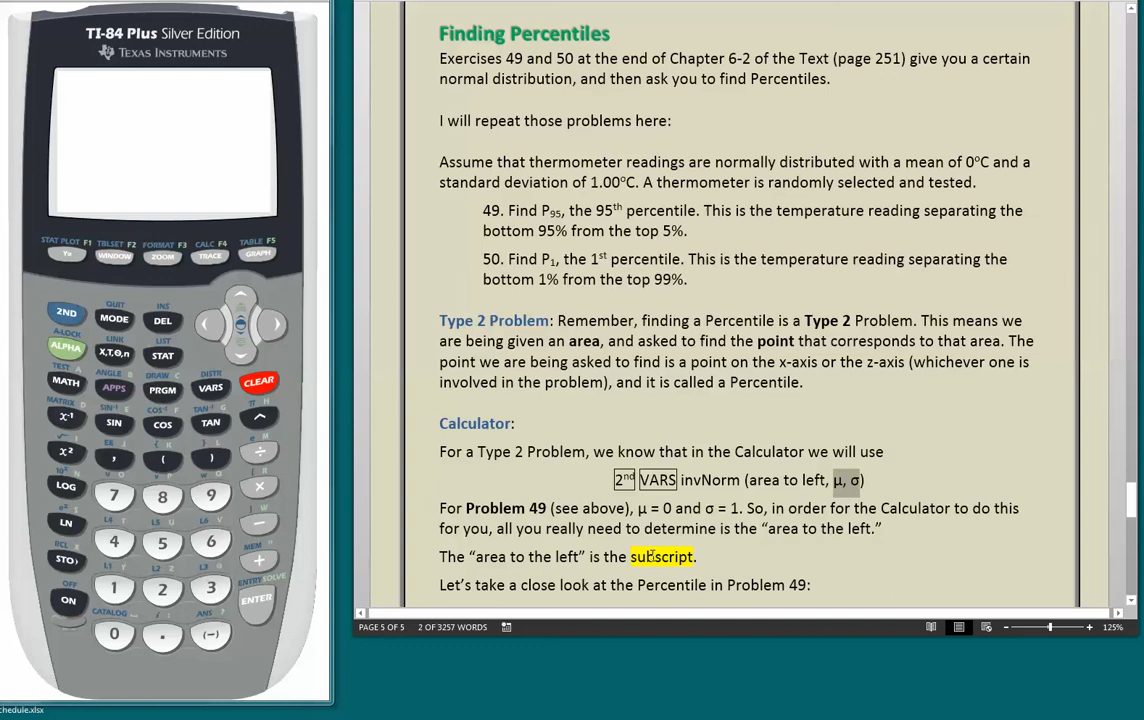 TI-84 Plus Silver Edition
TEXAS INSTRUMENTS
STAT PLOT F1 TBLSET F2 FORMAT F3 CALC F4 TABLE F5
Y= WINDOW ZOOM TRACE GRAPH
QUIT INS
2ND MODE DEL
A-LOCK LINK LIST
ALPHA X,T,Θ,n STAT
TEST A ANGLE B DRAW C DISTR
MATH APPS PRGM VARS CLEAR
MATRIX D SIN⁻¹ E COS⁻¹ F TAN⁻¹ G π H
x⁻¹ SIN COS TAN ^
x² , ( ) ÷
10ˣ
LOG 7 8 9 ×
LN 4 5 6 −
RCL MEM
STO› 1 2 3 +
OFF CATALOG ANS ENTRY SOLVE
ON 0 . (−) ENTER
chedule.xlsx
Finding Percentiles
Exercises 49 and 50 at the end of Chapter 6-2 of the Text (page 251) give you a certain
normal distribution, and then ask you to find Percentiles.
I will repeat those problems here:
Assume that thermometer readings are normally distributed with a mean of 0°C and a
standard deviation of 1.00°C. A thermometer is randomly selected and tested.
49. Find P₉₅, the 95th percentile. This is the temperature reading separating the
bottom 95% from the top 5%.
50. Find P₁, the 1st percentile. This is the temperature reading separating the
bottom 1% from the top 99%.
Type 2 Problem: Remember, finding a Percentile is a Type 2 Problem. This means we
are being given an area, and asked to find the point that corresponds to that area. The
point we are being asked to find is a point on the x-axis or the z-axis (whichever one is
involved in the problem), and it is called a Percentile.
Calculator:
For a Type 2 Problem, we know that in the Calculator we will use
2nd VARS invNorm (area to left, μ, σ)
For Problem 49 (see above), μ = 0 and σ = 1. So, in order for the Calculator to do this
for you, all you really need to determine is the “area to the left.”
The “area to the left” is the subscript.
Let’s take a close look at the Percentile in Problem 49:
PAGE 5 OF 5 2 OF 3257 WORDS 125%